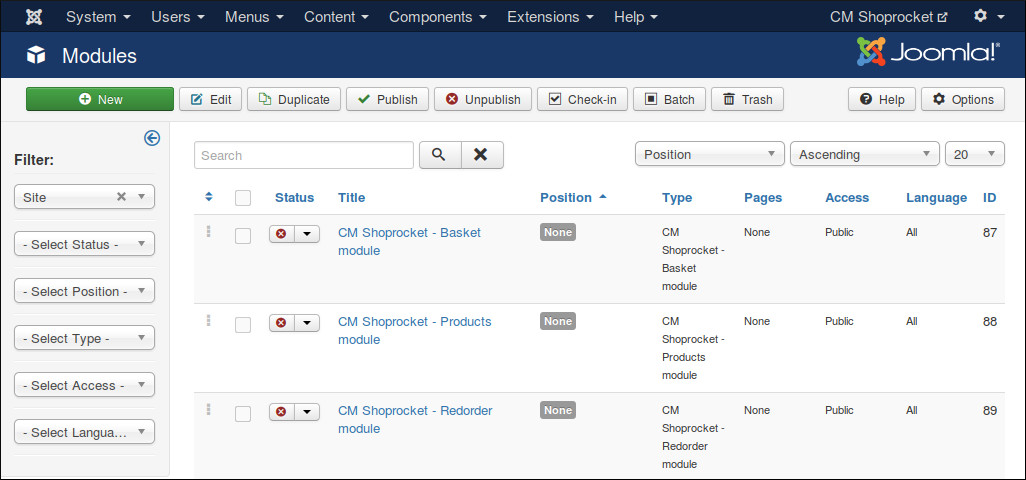 System Users Menus Content Components Extensions Help CM Shoprocket
Modules Joomla!®
New Edit Duplicate Publish Unpublish Check-in Batch Trash Help Options
Filter:
Site
- Select Status -
- Select Position -
- Select Type -
- Select Access -
- Select Langua...
Search Position Ascending 20
Status Title Position Type Pages Access Language ID
CM Shoprocket - Basket
module
None
CM
Shoprocket -
Basket
module
None Public All 87
CM Shoprocket - Products
module
None
CM
Shoprocket -
Products
module
None Public All 88
CM Shoprocket - Redorder
module
None
CM
Shoprocket -
Redorder
module
None Public All 89